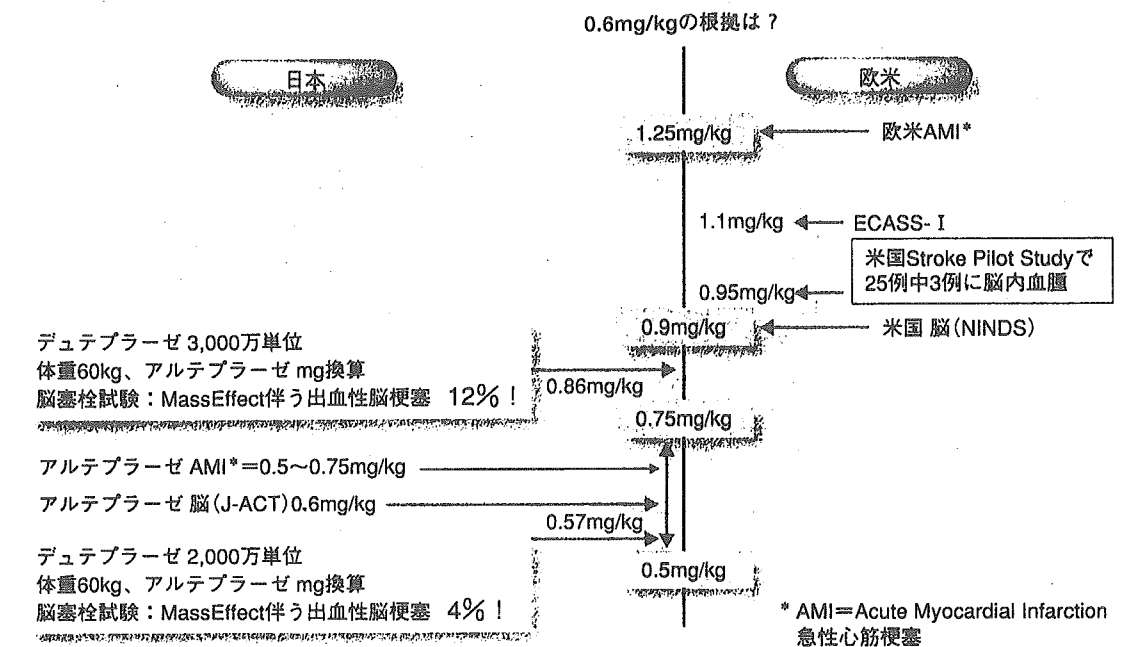 0.6mg/kgの根拠は?
日本
欧米
1.25mg/kg
欧米AMI*
1.1mg/kg
ECASS-Ⅰ
米国Stroke Pilot Studyで
25例中3例に脳内血腫
0.95mg/kg
0.9mg/kg
米国 脳(NINDS)
デュテプラーゼ 3,000万単位
体重60kg、アルテプラーゼ mg換算
脳塞栓試験:MassEffect伴う出血性脳梗塞 12%!
0.86mg/kg
0.75mg/kg
アルテプラーゼ AMI*=0.5〜0.75mg/kg
アルテプラーゼ 脳(J-ACT)0.6mg/kg
0.57mg/kg
デュテプラーゼ 2,000万単位
体重60kg、アルテプラーゼ mg換算
脳塞栓試験:MassEffect伴う出血性脳梗塞 4%!
0.5mg/kg
* AMI=Acute Myocardial Infarction
急性心筋梗塞